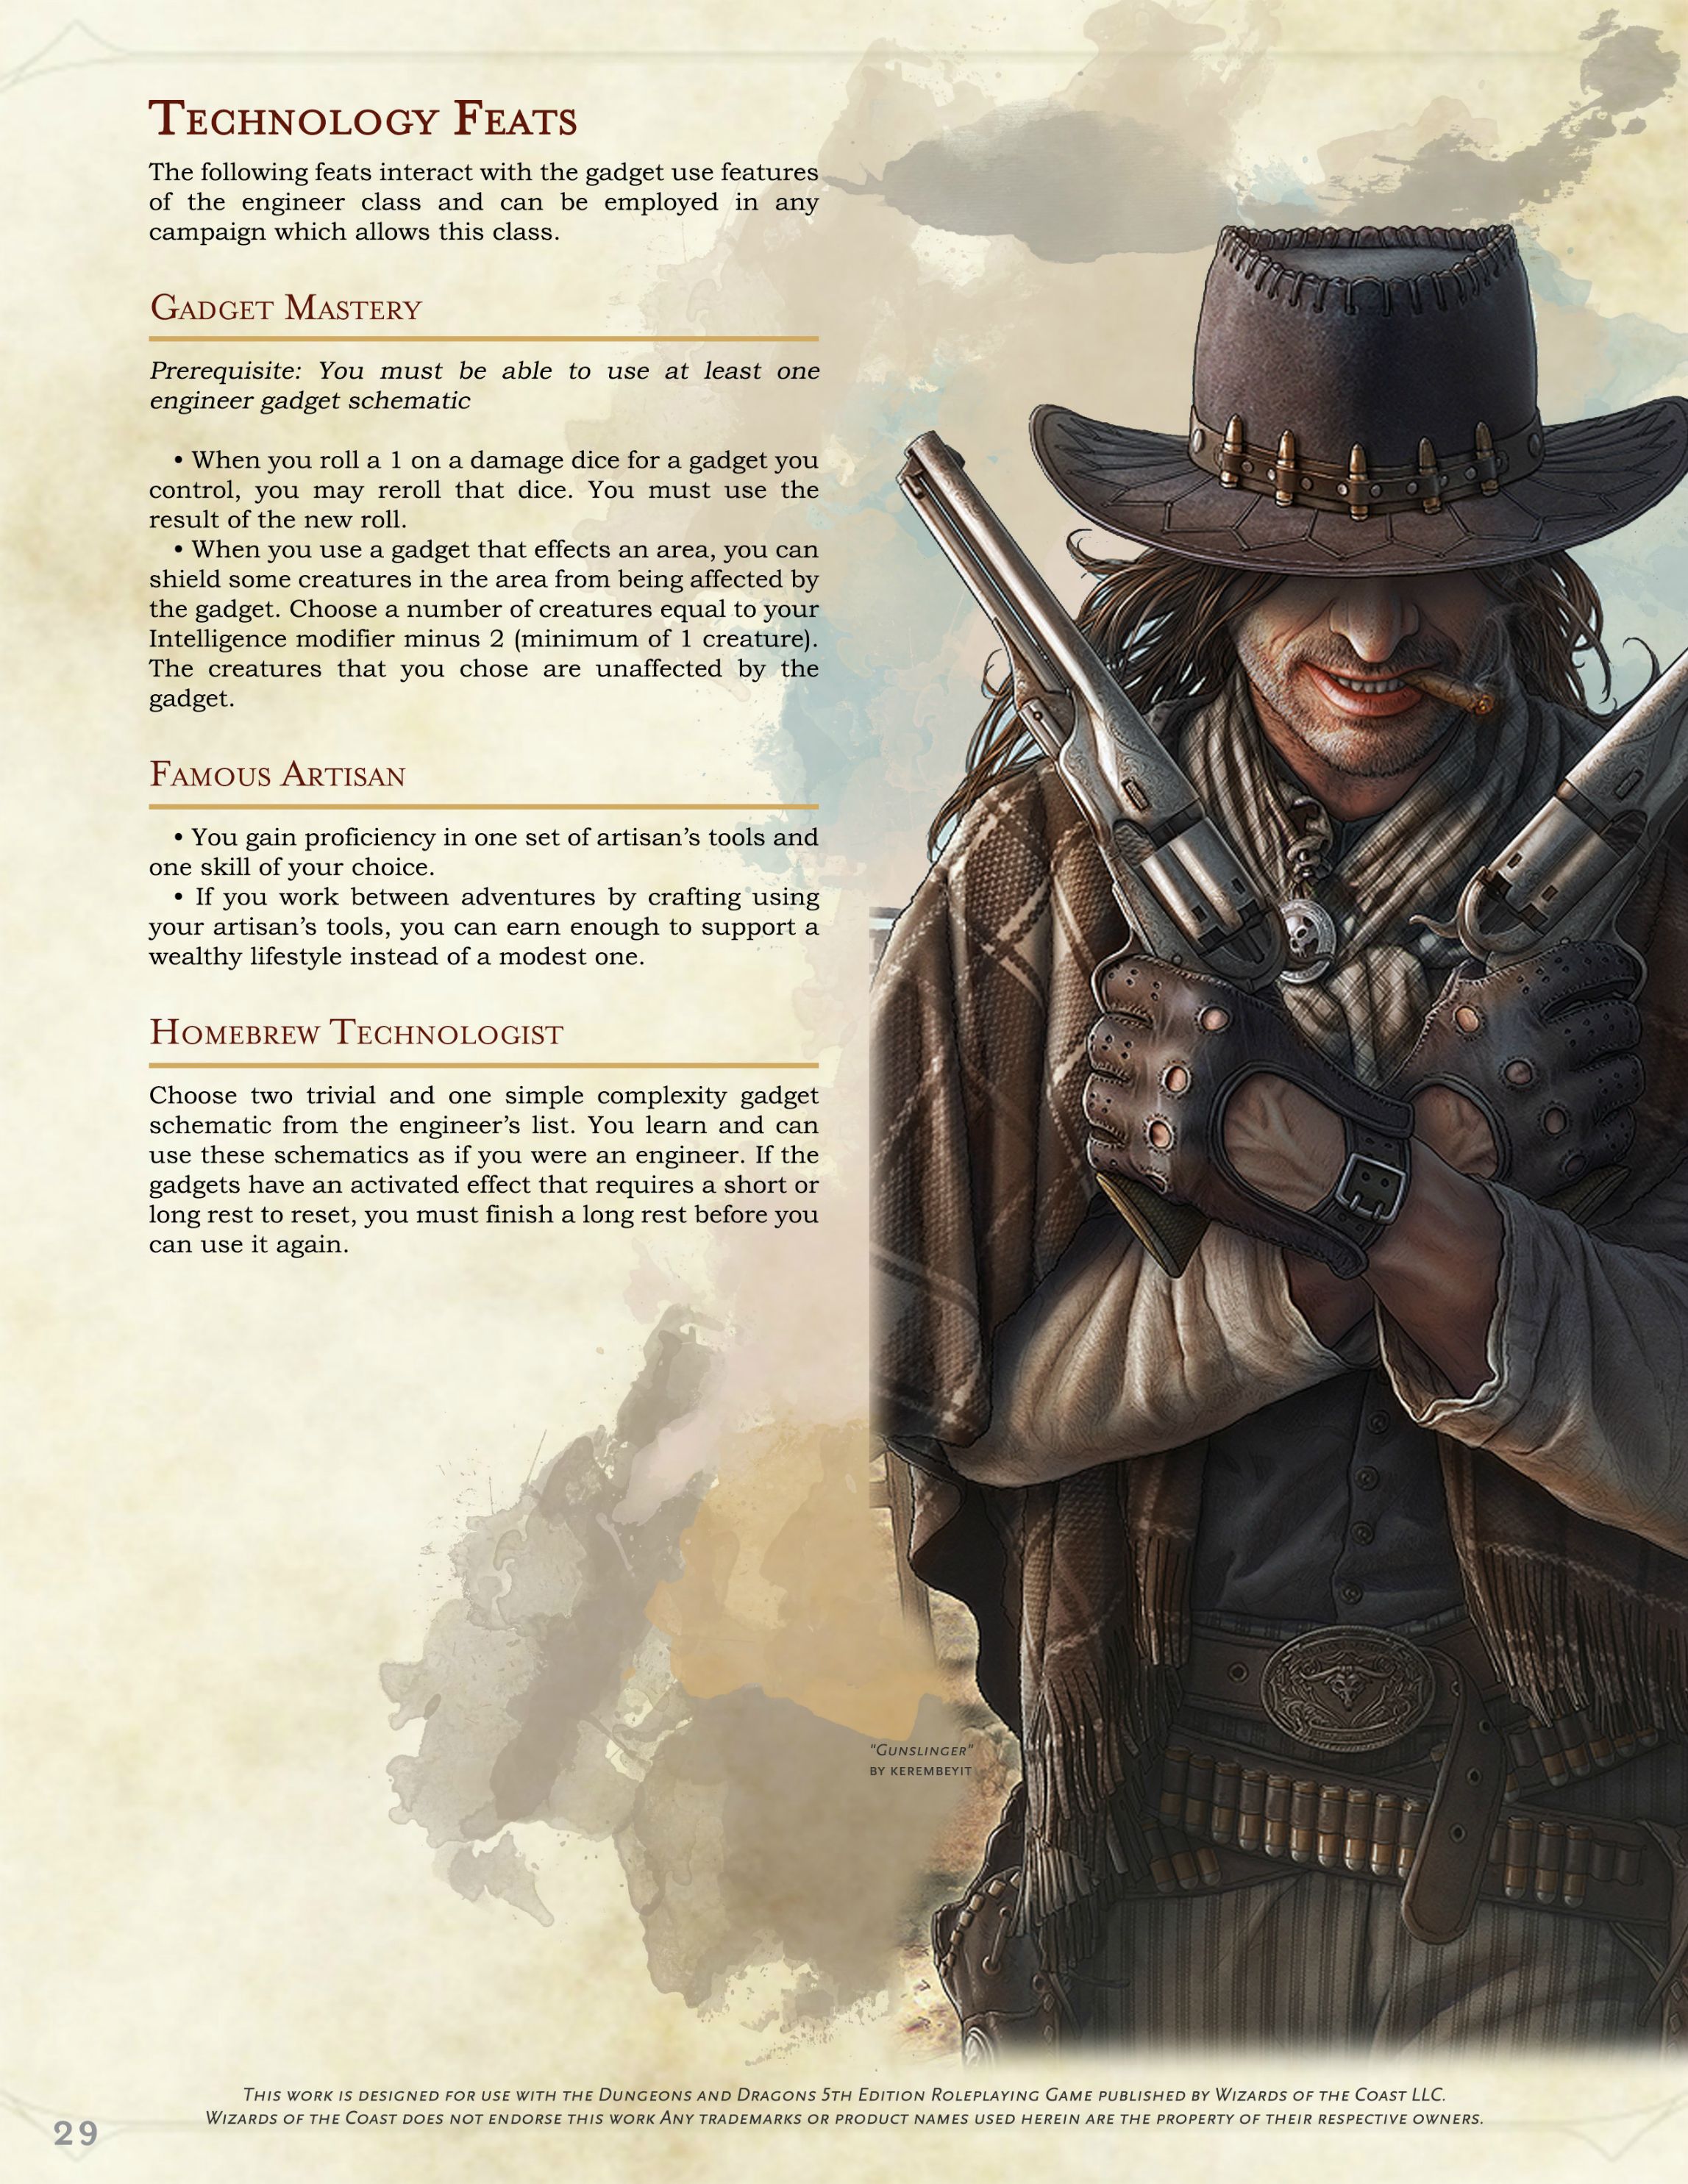 Technology Feats
The following feats interact with the gadget use features
of the engineer class and can be employed in any
campaign which allows this class.
Gadget Mastery
Prerequisite: You must be able to use at least one
engineer gadget schematic
• When you roll a 1 on a damage dice for a gadget you
control, you may reroll that dice. You must use the
result of the new roll.
• When you use a gadget that effects an area, you can
shield some creatures in the area from being affected by
the gadget. Choose a number of creatures equal to your
Intelligence modifier minus 2 (minimum of 1 creature).
The creatures that you chose are unaffected by the
gadget.
Famous Artisan
• You gain proficiency in one set of artisan's tools and
one skill of your choice.
• If you work between adventures by crafting using
your artisan's tools, you can earn enough to support a
wealthy lifestyle instead of a modest one.
Homebrew Technologist
Choose two trivial and one simple complexity gadget
schematic from the engineer's list. You learn and can
use these schematics as if you were an engineer. If the
gadgets have an activated effect that requires a short or
long rest to reset, you must finish a long rest before you
can use it again.
"Gunslinger"
by kerembeyit
This work is designed for use with the Dungeons and Dragons 5th Edition Roleplaying Game published by Wizards of the Coast LLC.
Wizards of the Coast does not endorse this work Any trademarks or product names used herein are the property of their respective owners.
29